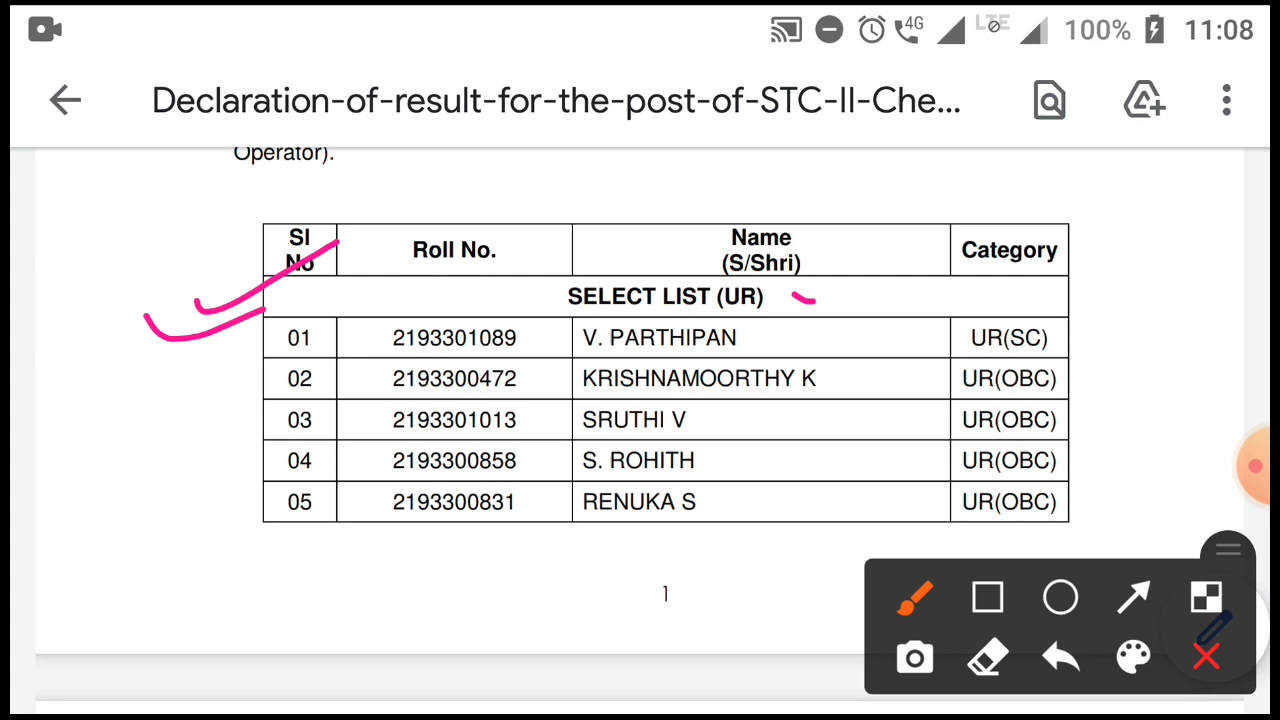 4G LTE 100% 11:08
Declaration-of-result-for-the-post-of-STC-II-Che...
Operator).
Sl No Roll No. Name (S/Shri) Category
SELECT LIST (UR)
01 2193301089 V. PARTHIPAN UR(SC)
02 2193300472 KRISHNAMOORTHY K UR(OBC)
03 2193301013 SRUTHI V UR(OBC)
04 2193300858 S. ROHITH UR(OBC)
05 2193300831 RENUKA S UR(OBC)
1